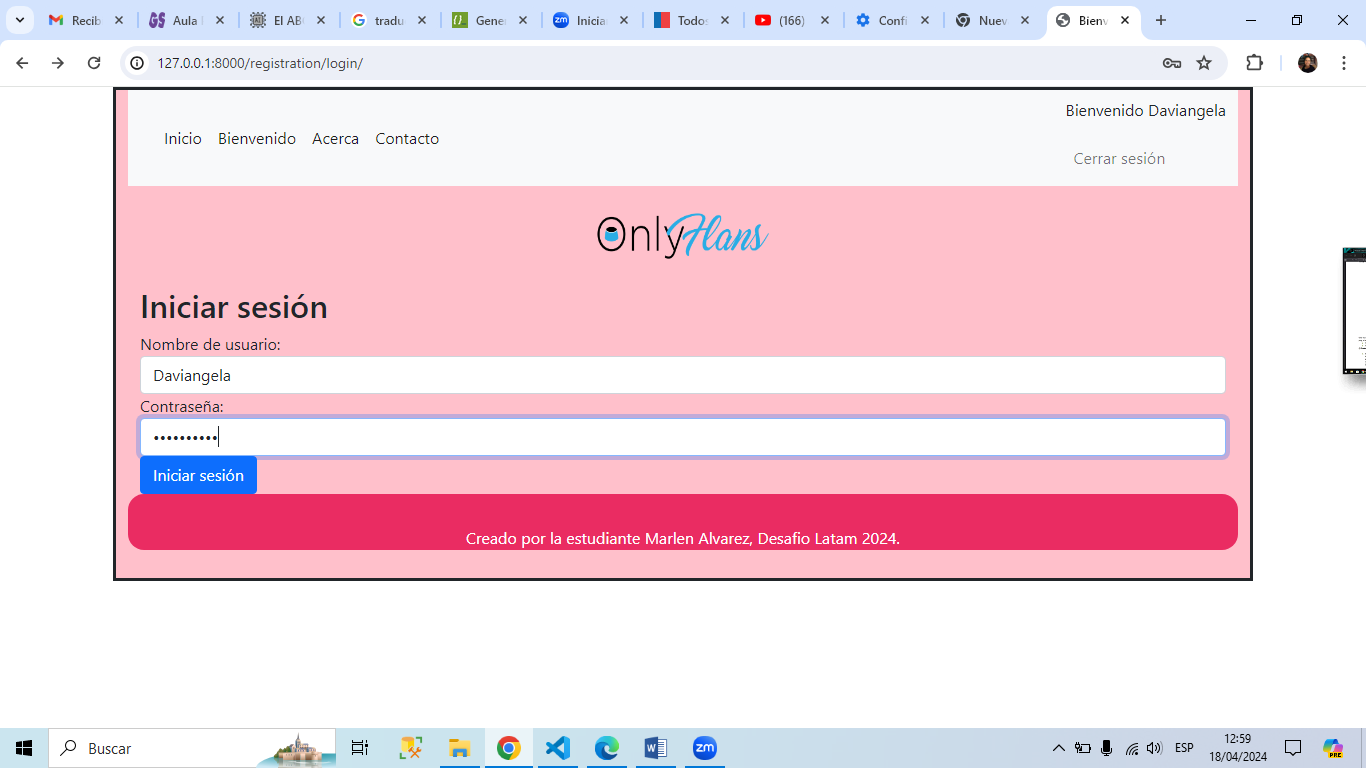 Recib
Aula
El AB
tradu
Gene
Inicia
Todos
(166)
Confi
Nuev
Bienv
127.0.0.1:8000/registration/login/
Bienvenido Daviangela
Inicio Bienvenido Acerca Contacto
Cerrar sesión
OnlyFlans
Iniciar sesión
Nombre de usuario:
Daviangela
Contraseña:
••••••••••
Iniciar sesión
Creado por la estudiante Marlen Alvarez, Desafio Latam 2024.
Buscar
ESP
12:59
18/04/2024
PRE